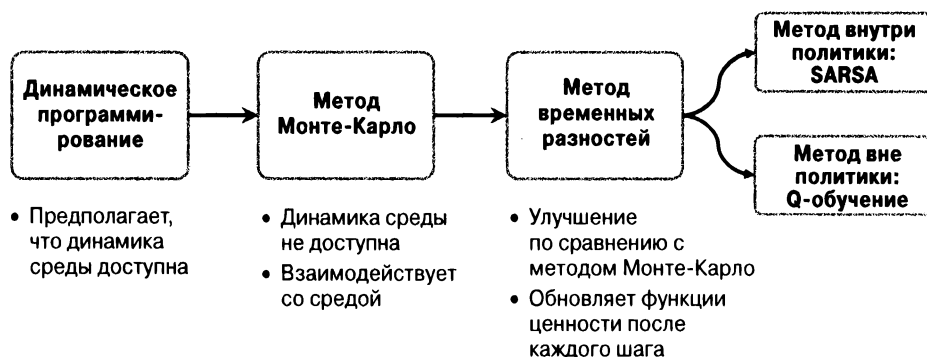 Динамическое
программи-
рование
Метод
Монте-Карло
Метод
временных
разностей
Метод внутри
политики:
SARSA
Метод вне
политики:
Q-обучение
• Предполагает,
что динамика
среды доступна
• Динамика среды
не доступна
• Взаимодействует
со средой
• Улучшение
по сравнению с
методом Монте-Карло
• Обновляет функции
ценности после
каждого шага